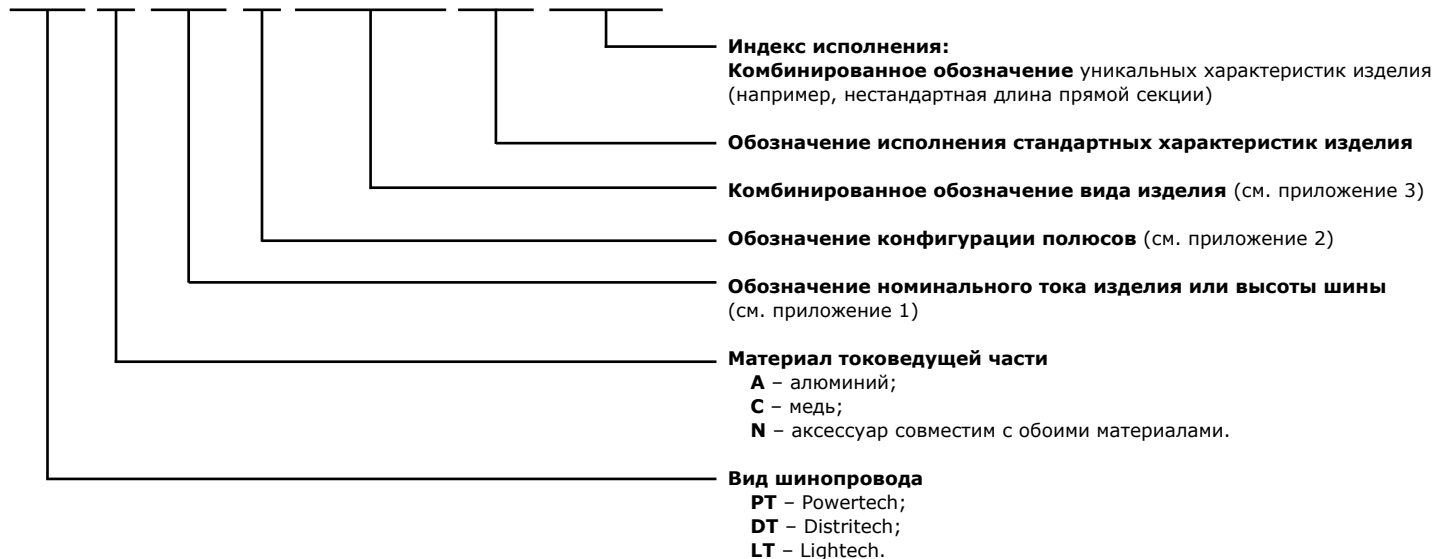 Индекс исполнения:
Комбинированное обозначение уникальных характеристик изделия
(например, нестандартная длина прямой секции)
Обозначение исполнения стандартных характеристик изделия
Комбинированное обозначение вида изделия (см. приложение 3)
Обозначение конфигурации полюсов (см. приложение 2)
Обозначение номинального тока изделия или высоты шины
(см. приложение 1)
Материал токоведущей части
A – алюминий;
C – медь;
N – аксессуар совместим с обоими материалами.
Вид шинопровода
PT – Powertech;
DT – Distritech;
LT – Lightech.